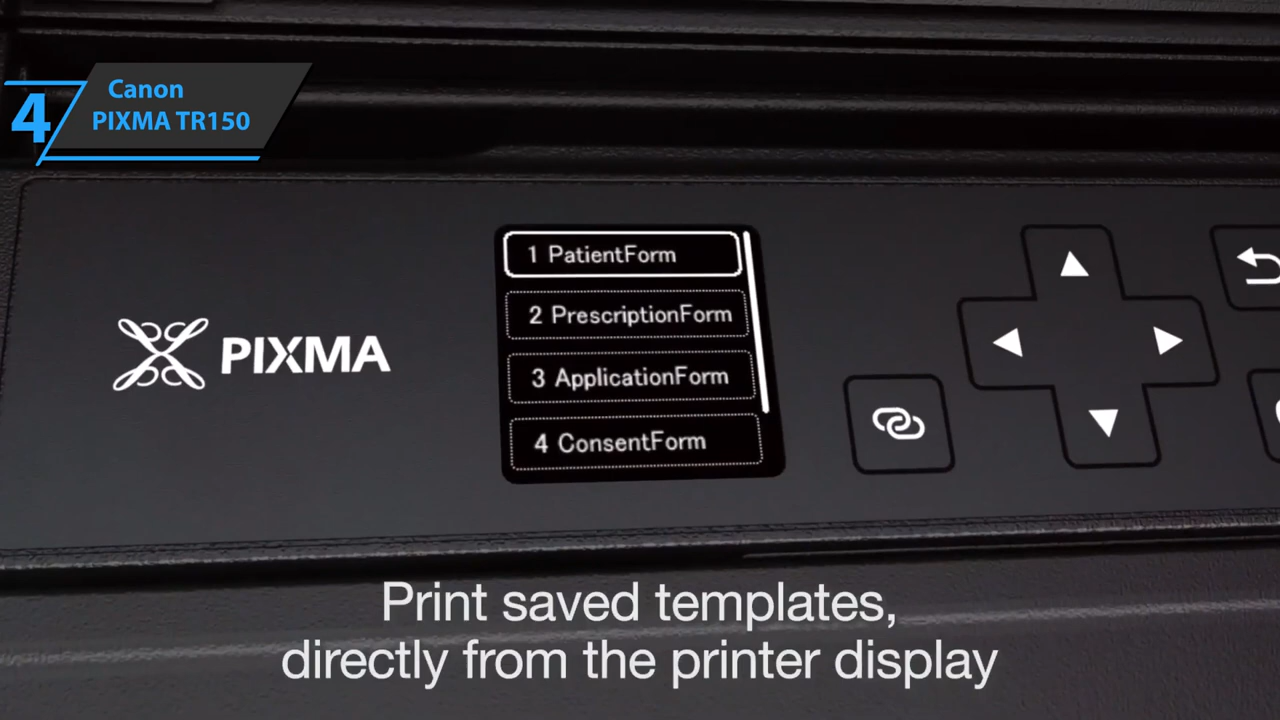 4
Canon
PIXMA TR150
PIXMA
1 PatientForm
2 PrescriptionForm
3 ApplicationForm
4 ConsentForm
Print saved templates,
directly from the printer display